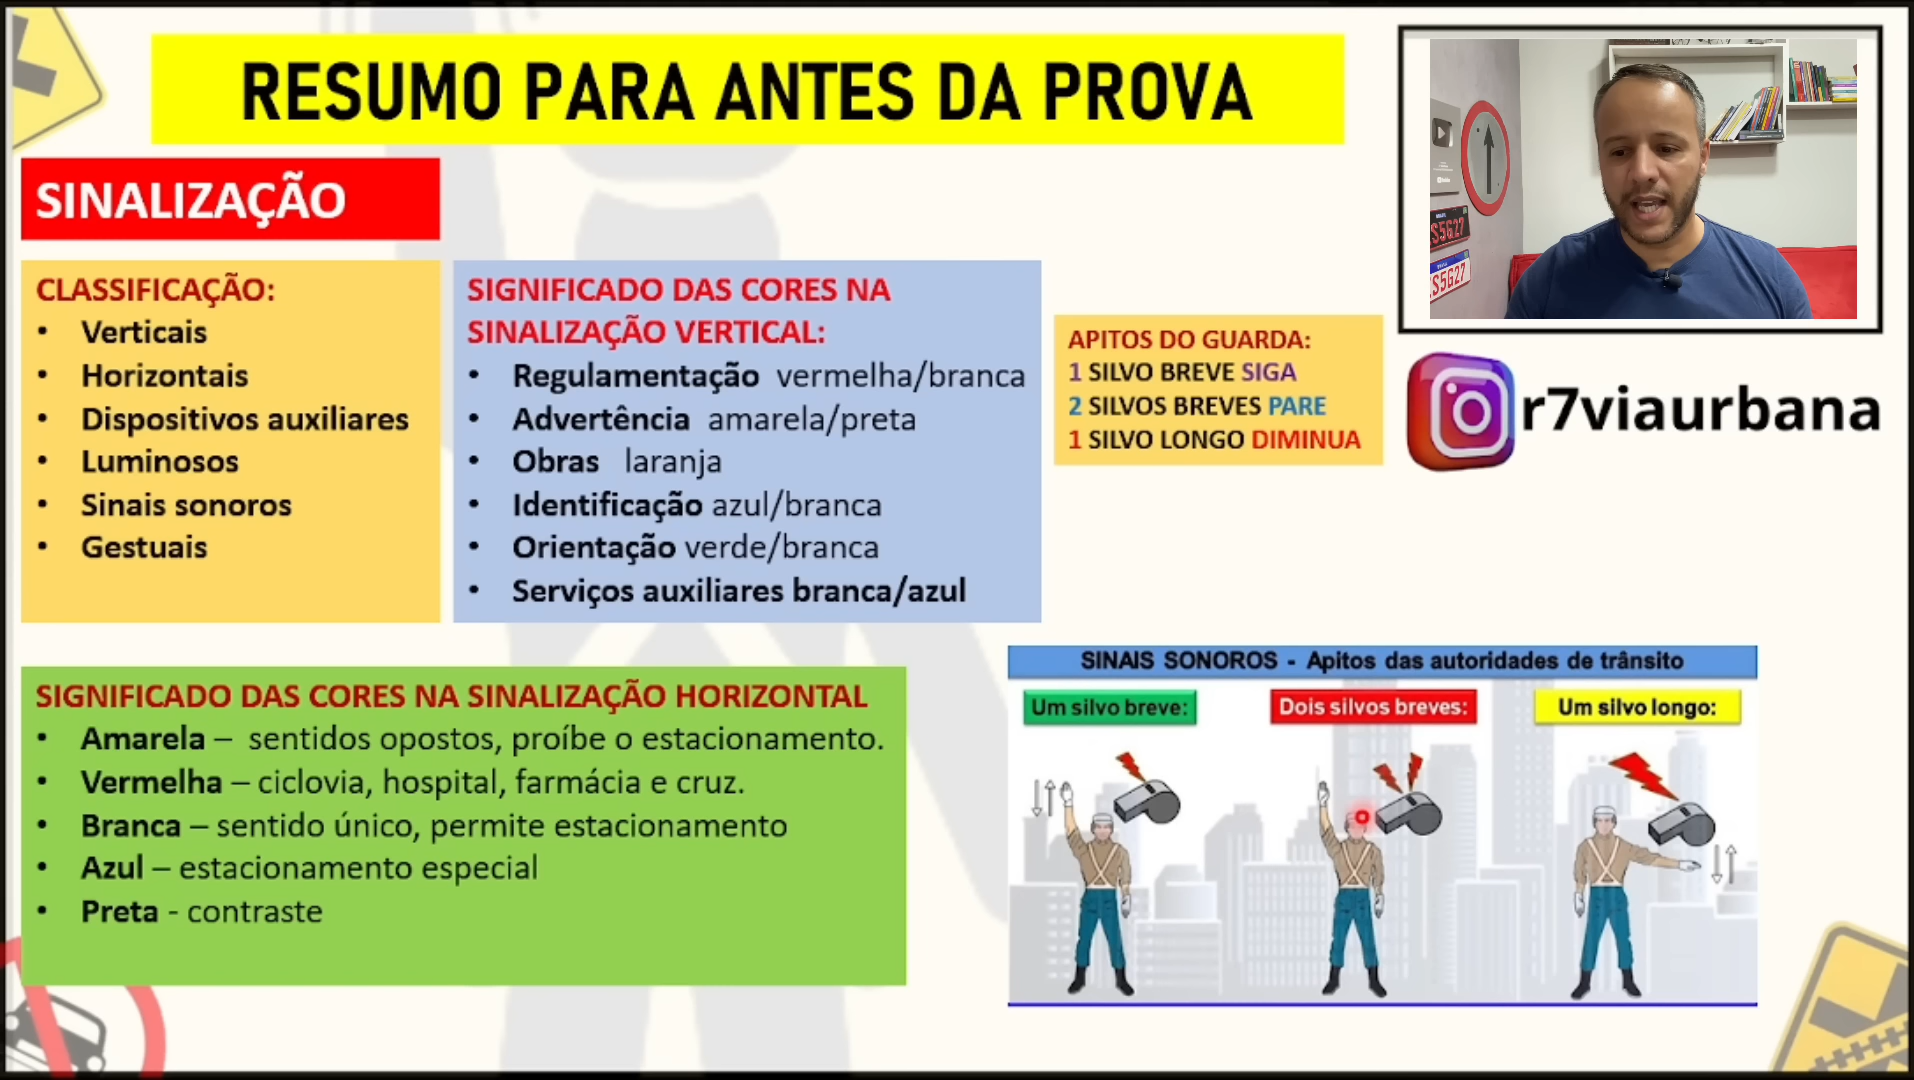 RESUMO PARA ANTES DA PROVA
SINALIZAÇÃO
CLASSIFICAÇÃO:
• Verticais
• Horizontais
• Dispositivos auxiliares
• Luminosos
• Sinais sonoros
• Gestuais
SIGNIFICADO DAS CORES NA
SINALIZAÇÃO VERTICAL:
• Regulamentação vermelha/branca
• Advertência amarela/preta
• Obras laranja
• Identificação azul/branca
• Orientação verde/branca
• Serviços auxiliares branca/azul
APITOS DO GUARDA:
1 SILVO BREVE SIGA
2 SILVOS BREVES PARE
1 SILVO LONGO DIMINUA
S5G27
S5G27
r7viaurbana
SIGNIFICADO DAS CORES NA SINALIZAÇÃO HORIZONTAL
• Amarela – sentidos opostos, proíbe o estacionamento.
• Vermelha – ciclovia, hospital, farmácia e cruz.
• Branca – sentido único, permite estacionamento
• Azul – estacionamento especial
• Preta - contraste
SINAIS SONOROS - Apitos das autoridades de trânsito
Um silvo breve:
Dois silvos breves:
Um silvo longo: